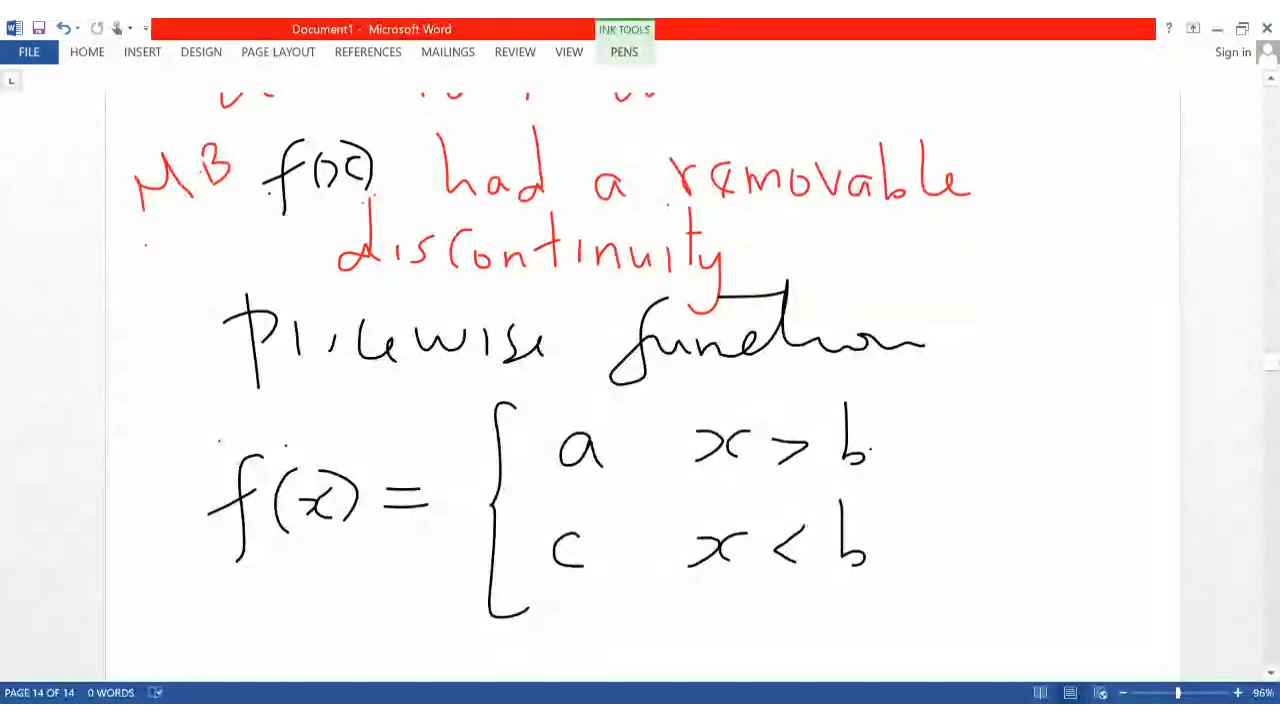 Document1 - Microsoft Word
INK TOOLS
FILE HOME INSERT DESIGN PAGE LAYOUT REFERENCES MAILINGS REVIEW VIEW PENS
Sign in
MB f(x) had a removable
discontinuity
Piecewise function
f(x) = { a x > b
c x < b
PAGE 14 OF 14 0 WORDS
96%